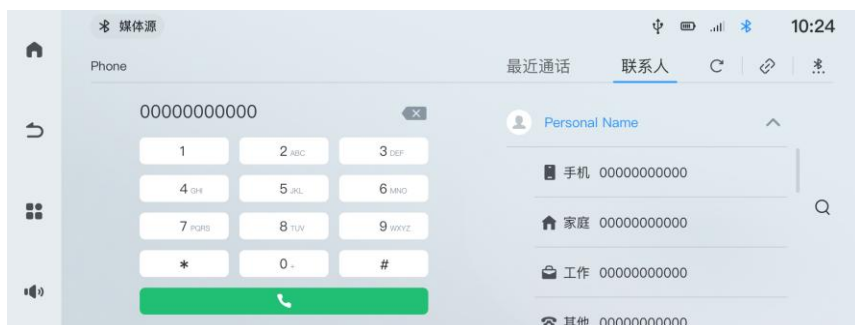 媒体源
10:24
Phone
最近通话 联系人
00000000000
Personal Name
1 2 ABC 3 DEF
手机 00000000000
4 GHI 5 JKL 6 MNO
家庭 00000000000
7 PQRS 8 TUV 9 WXYZ
* 0 - #
工作 00000000000
其他 00000000000